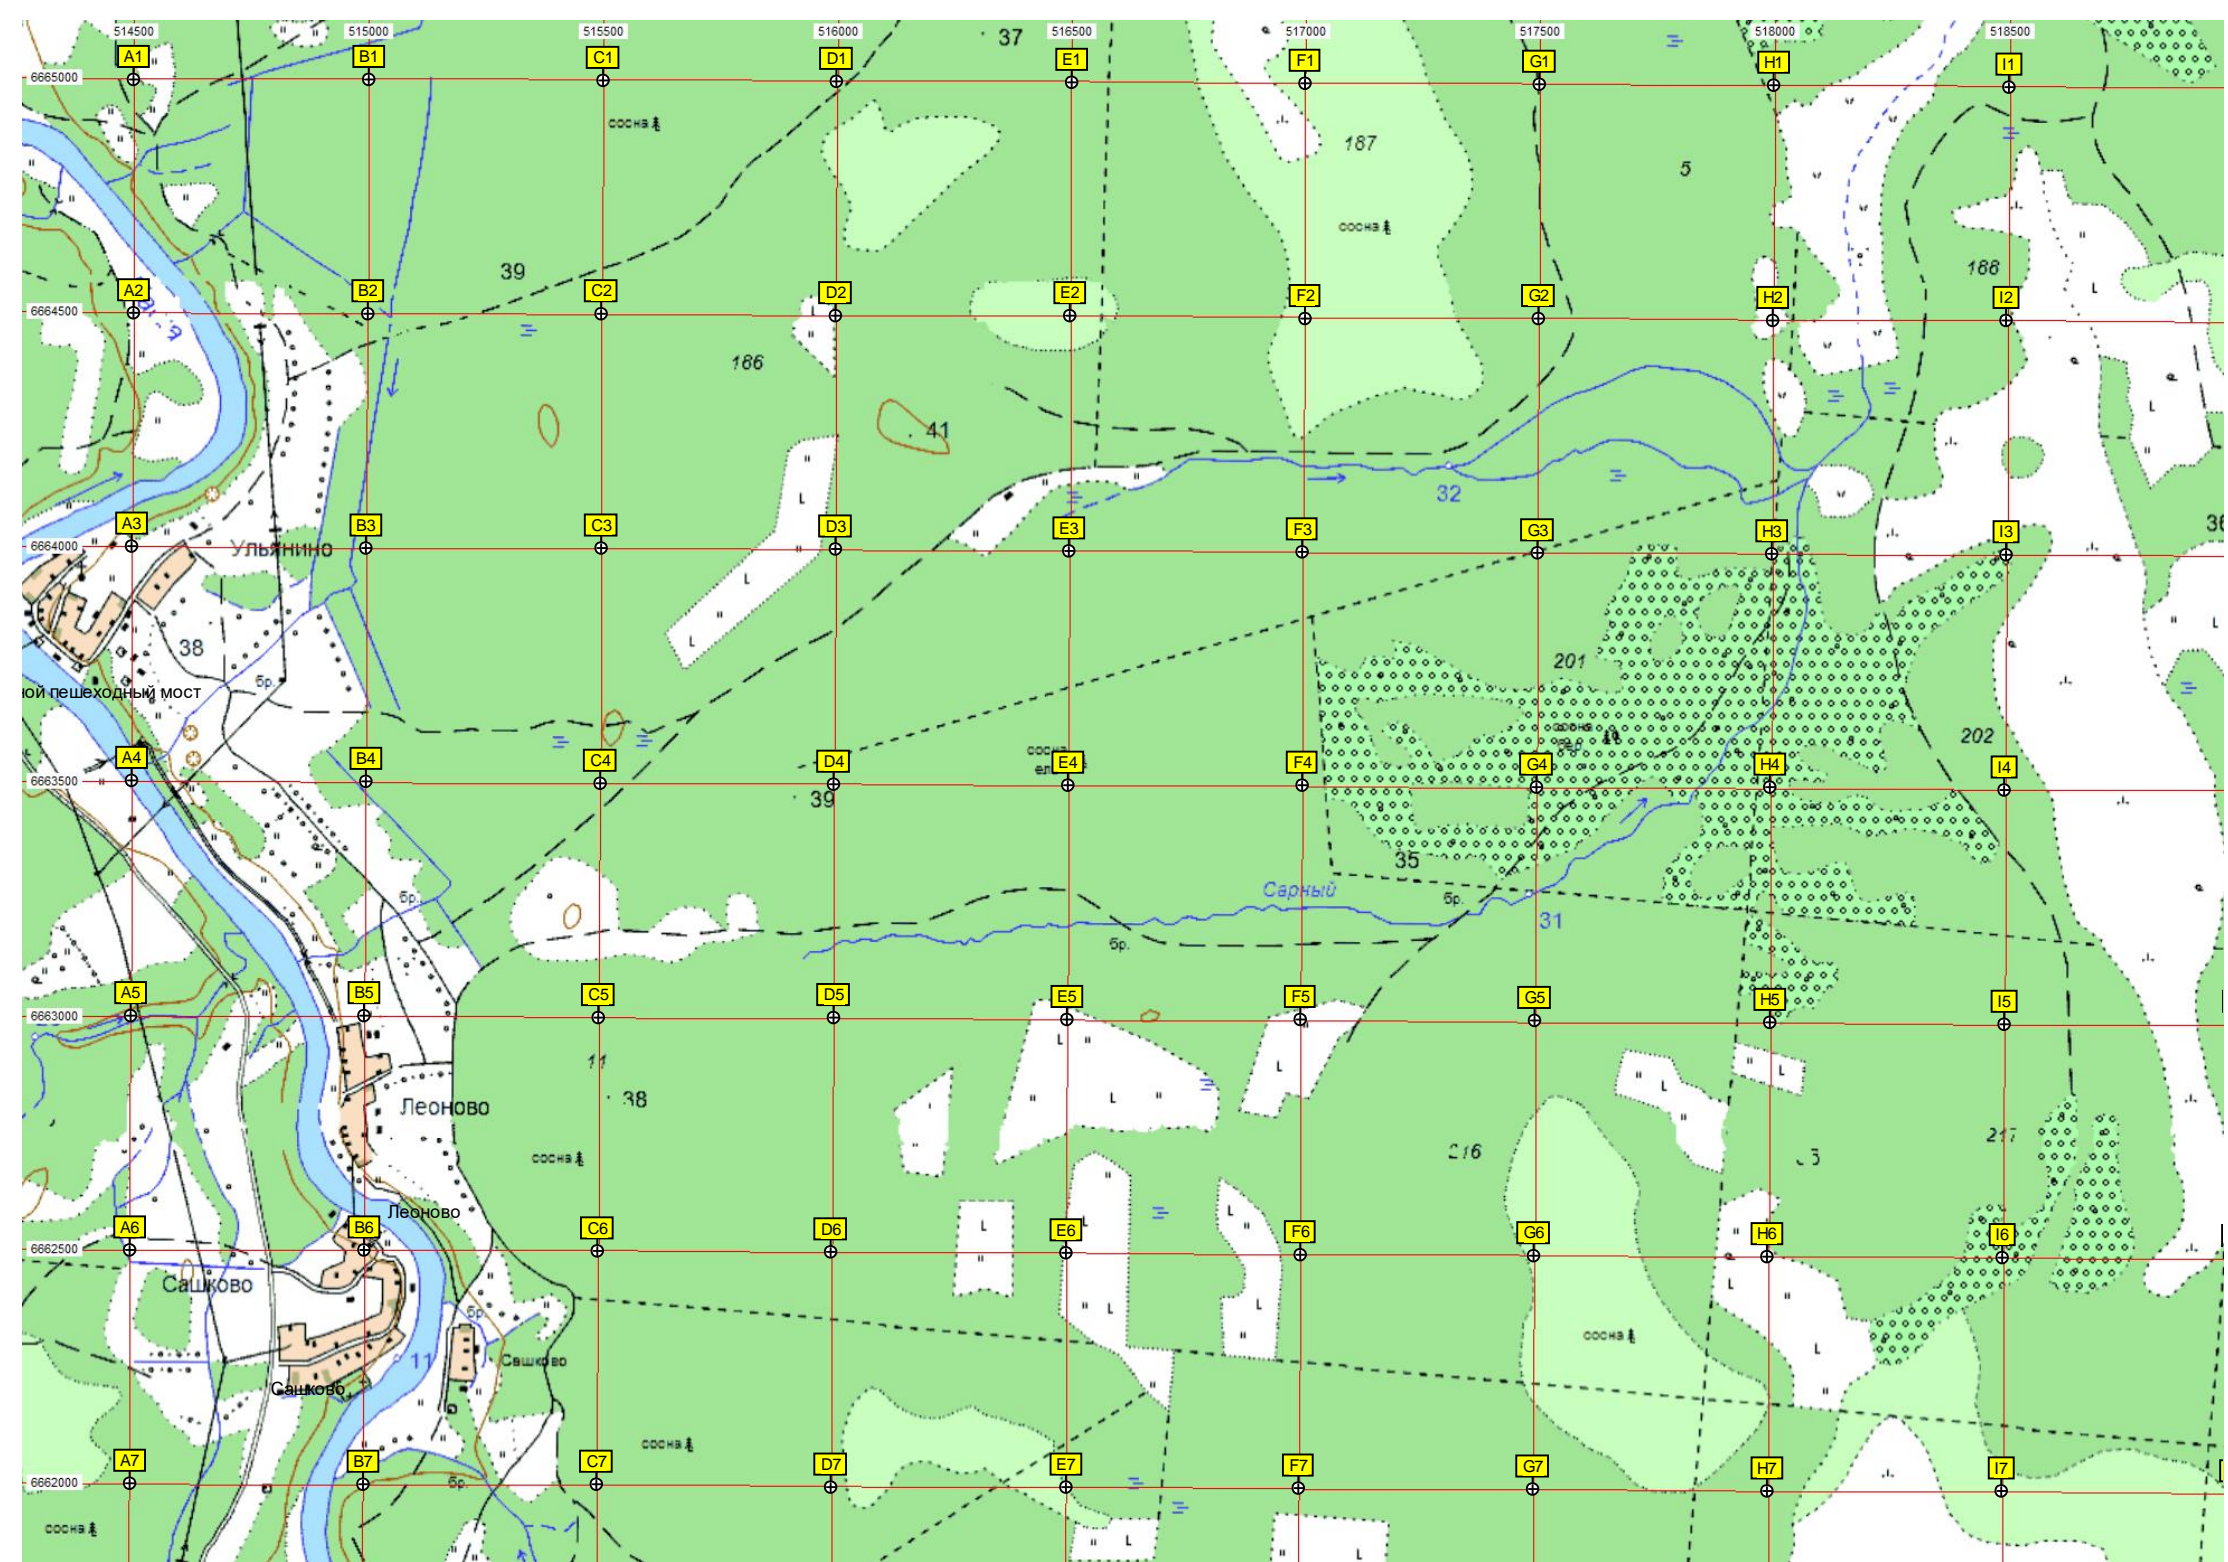 514500 515000 515500 516000 516500 517000 517500 518000 518500
37
A1 B1 C1 D1 E1 F1 G1 H1 I1
6665000
сосна
187
5
сосна
39
188
A2 B2 C2 D2 E2 F2 G2 H2 I2
6664500
186
41
32
A3 B3 C3 D3 E3 F3 G3 H3 I3
36
6664000
Ульянино
38
201
бр.
ной пешеходный мост
сосна
202
сосна
A4 B4 C4 D4 E4 F4 G4 H4 I4
6663500
39
35
Сарный
бр.
бр.
31
бр.
A5 B5 C5 D5 E5 F5 G5 H5 I5
6663000
11
38
Леоново
217
216
сосна
Леоново
A6 B6 C6 D6 E6 F6 G6 H6 I6
6662500
Сашково
бр.
сосна
11
Сашково
Сашково
сосна
A7 B7 C7 D7 E7 F7 G7 H7 I7
6662000
бр.
сосна